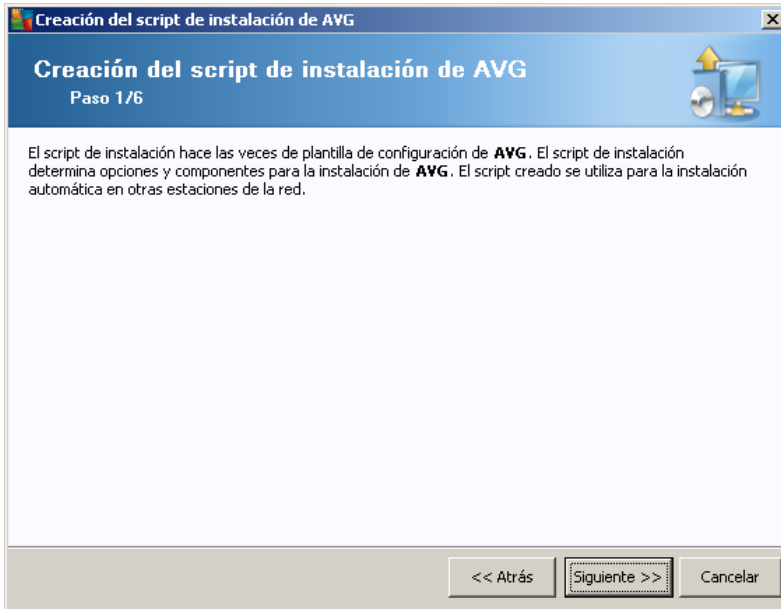 Creación del script de instalación de AVG
Creación del script de instalación de AVG
Paso 1/6
El script de instalación hace las veces de plantilla de configuración de AVG. El script de instalación
determina opciones y componentes para la instalación de AVG. El script creado se utiliza para la instalación
automática en otras estaciones de la red.
<< Atrás
Siguiente >>
Cancelar